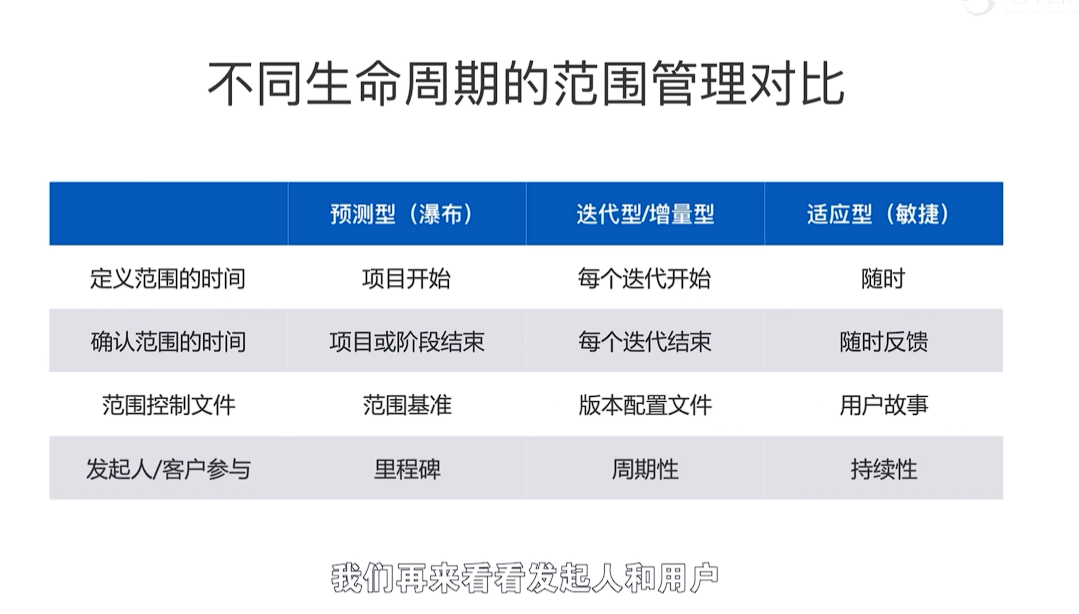 不同生命周期的范围管理对比
预测型（瀑布） 迭代型/增量型 适应型（敏捷）
定义范围的时间 项目开始 每个迭代开始 随时
确认范围的时间 项目或阶段结束 每个迭代结束 随时反馈
范围控制文件 范围基准 版本配置文件 用户故事
发起人/客户参与 里程碑 周期性 持续性
我们再来看看发起人和用户